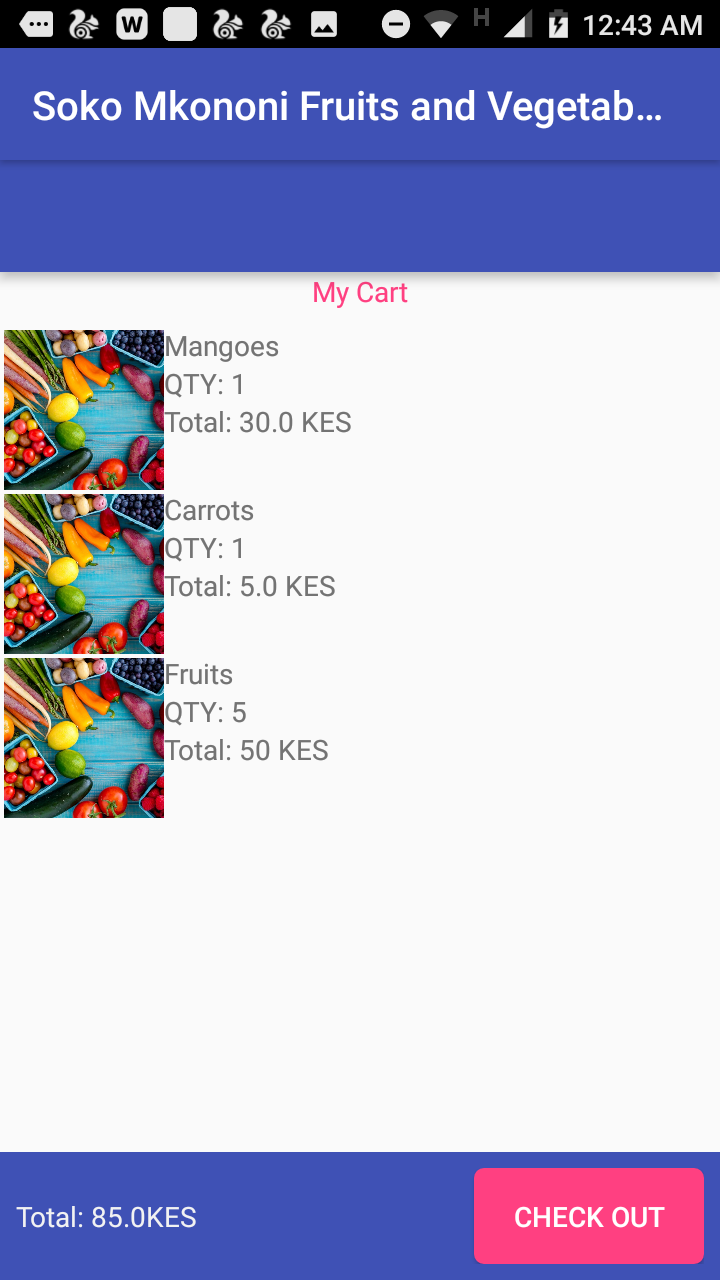 12:43 AM
Soko Mkononi Fruits and Vegetab...
My Cart
Mangoes
QTY: 1
Total: 30.0 KES
Carrots
QTY: 1
Total: 5.0 KES
Fruits
QTY: 5
Total: 50 KES
Total: 85.0KES
CHECK OUT